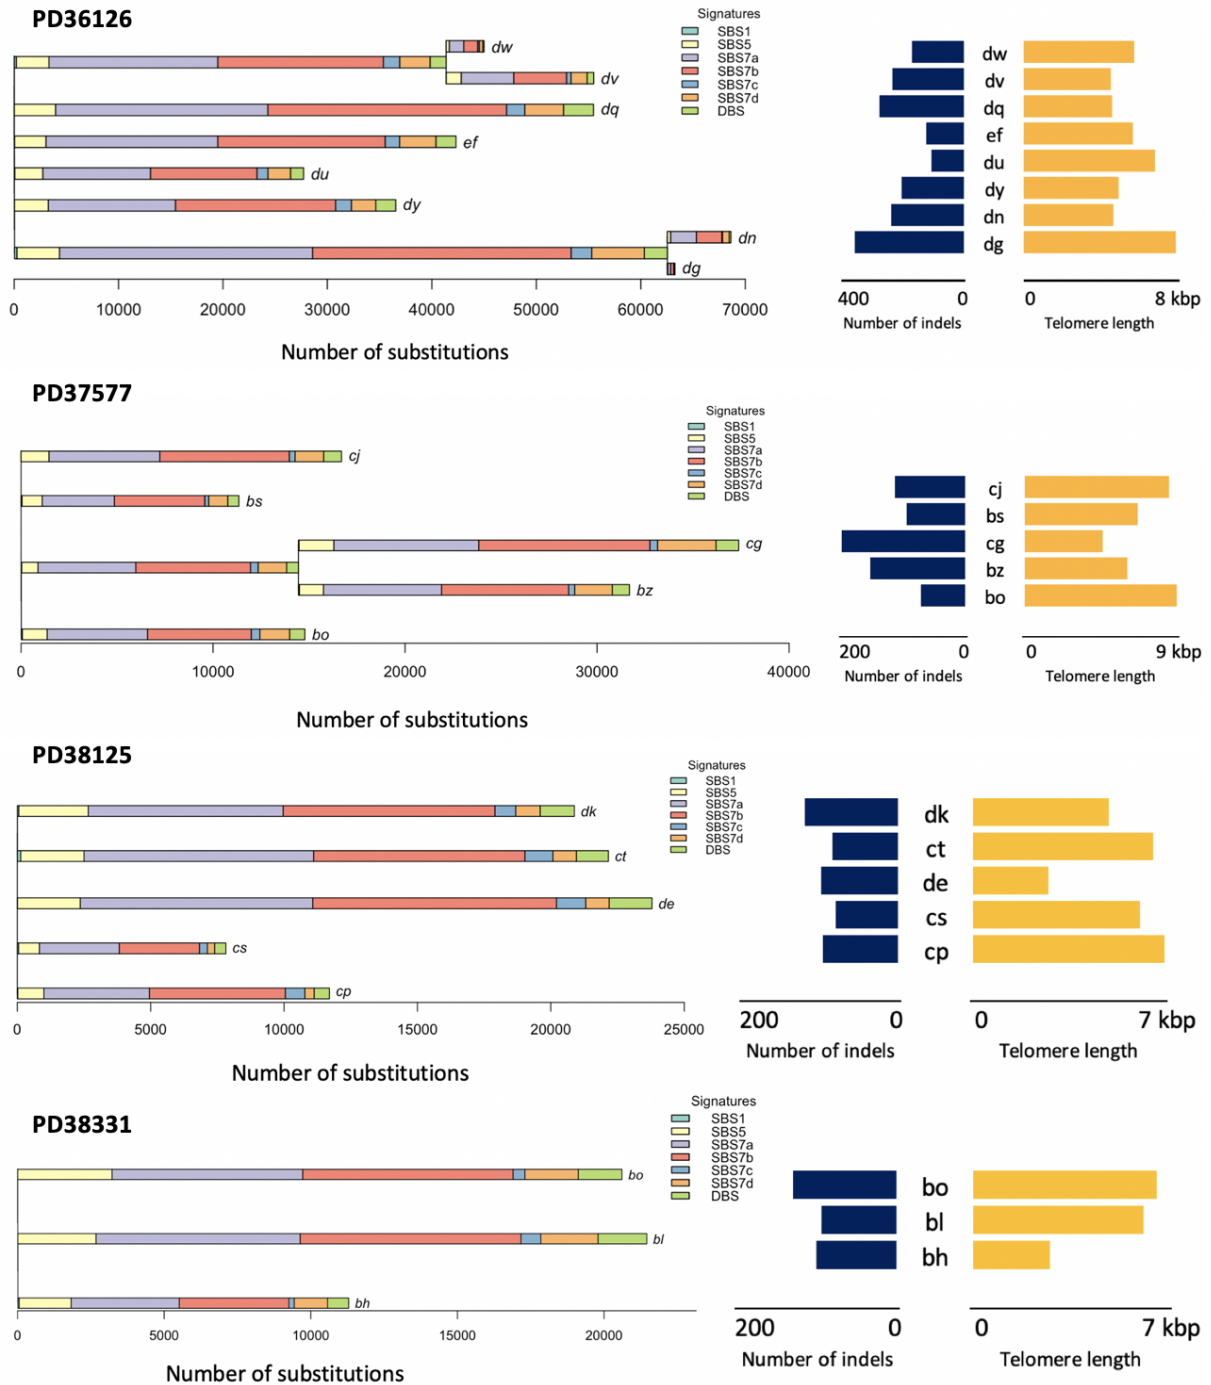 PD36126
Signatures
SBS1
SBS5
SBS7a
SBS7b
SBS7c
SBS7d
DBS
dw
dv
dq
ef
du
dy
dn
dg
0 10000 20000 30000 40000 50000 60000 70000
Number of substitutions
dw
dv
dq
ef
du
dy
dn
dg
400 0 0 8 kbp
Number of indels Telomere length
PD37577
Signatures
SBS1
SBS5
SBS7a
SBS7b
SBS7c
SBS7d
DBS
cj
bs
cg
bz
bo
0 10000 20000 30000 40000
Number of substitutions
cj
bs
cg
bz
bo
200 0 0 9 kbp
Number of indels Telomere length
PD38125
Signatures
SBS1
SBS5
SBS7a
SBS7b
SBS7c
SBS7d
DBS
dk
ct
de
cs
cp
0 5000 10000 15000 20000 25000
Number of substitutions
dk
ct
de
cs
cp
200 0 0 7 kbp
Number of indels Telomere length
PD38331
Signatures
SBS1
SBS5
SBS7a
SBS7b
SBS7c
SBS7d
DBS
bo
bl
bh
0 5000 10000 15000 20000
Number of substitutions
bo
bl
bh
200 0 0 7 kbp
Number of indels Telomere length